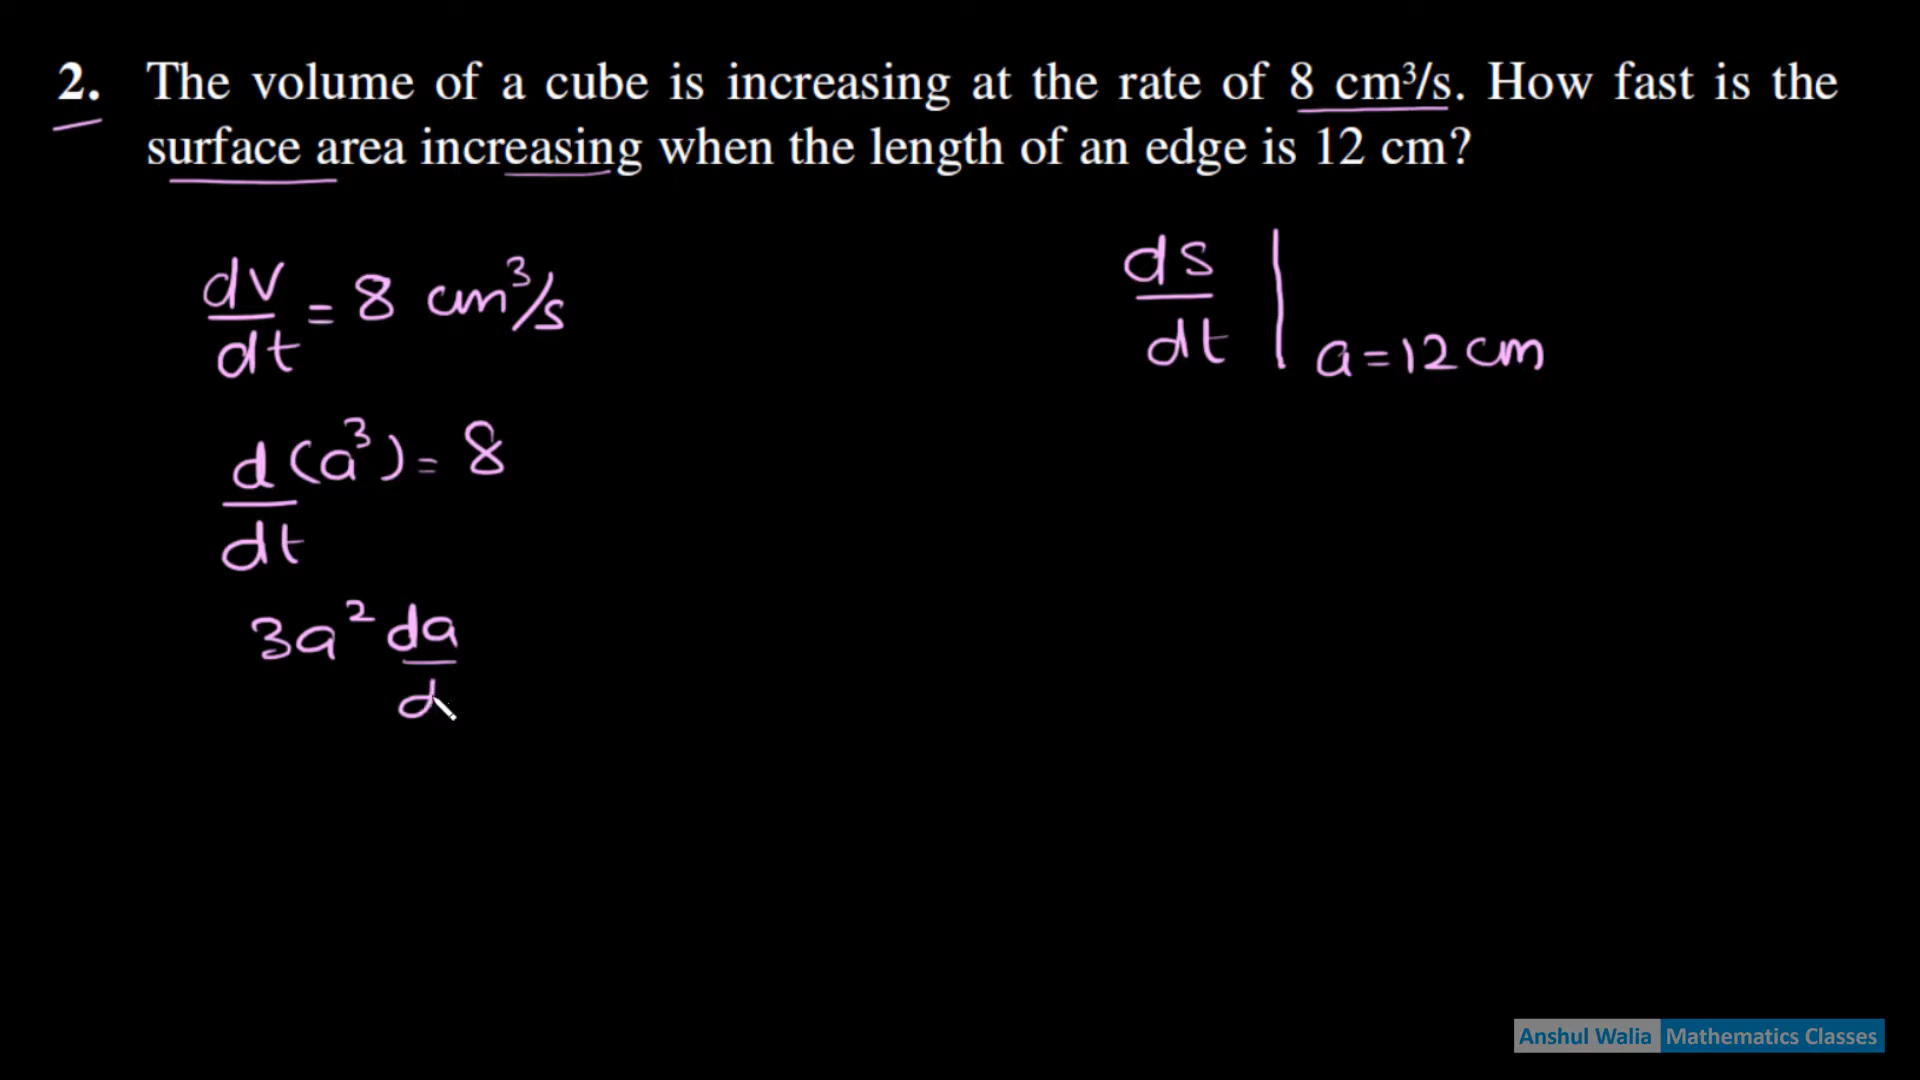 2. The volume of a cube is increasing at the rate of 8 cm³/s. How fast is the
surface area increasing when the length of an edge is 12 cm?
dv/dt = 8 cm³/s
ds/dt | a = 12 cm
d/dt (a³) = 8
3a² da/d
Anshul Walia Mathematics Classes